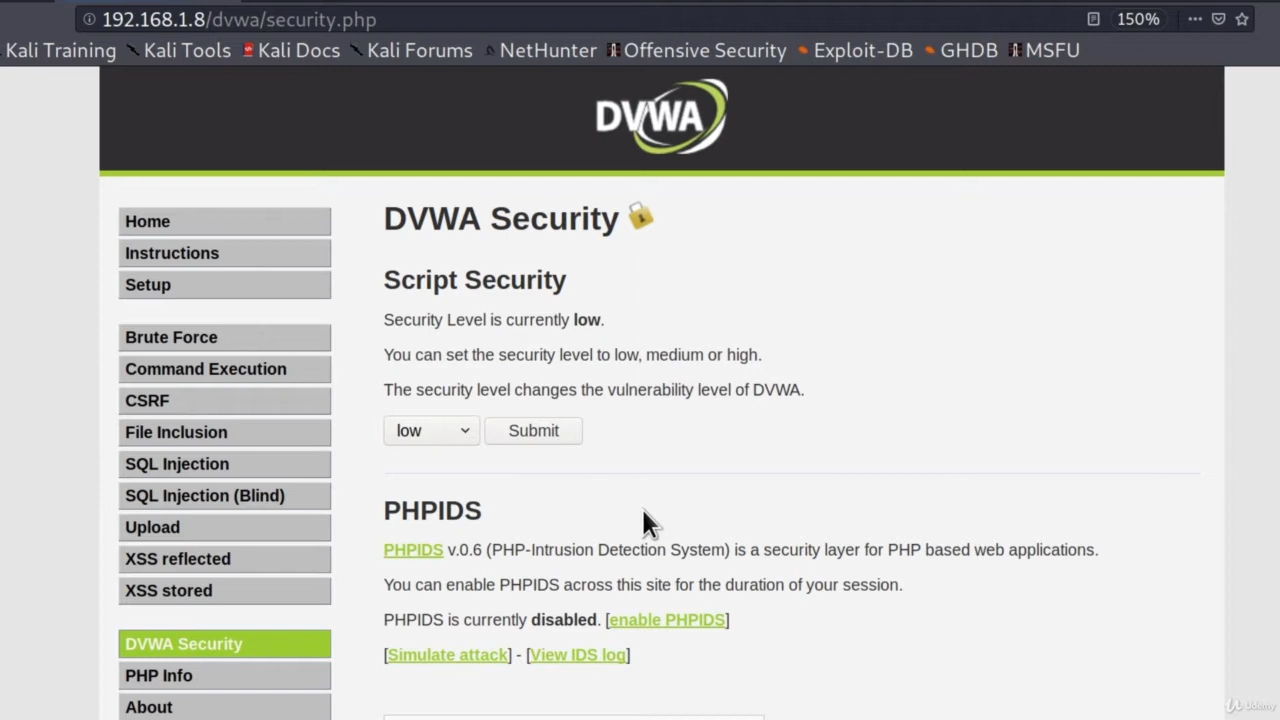 192.168.1.8/dvwa/security.php 150%
Kali Training Kali Tools Kali Docs Kali Forums NetHunter Offensive Security Exploit-DB GHDB MSFU
DVWA
Home
Instructions
Setup
Brute Force
Command Execution
CSRF
File Inclusion
SQL Injection
SQL Injection (Blind)
Upload
XSS reflected
XSS stored
DVWA Security
PHP Info
About
DVWA Security
Script Security
Security Level is currently low.
You can set the security level to low, medium or high.
The security level changes the vulnerability level of DVWA.
low Submit
PHPIDS
PHPIDS v.0.6 (PHP-Intrusion Detection System) is a security layer for PHP based web applications.
You can enable PHPIDS across this site for the duration of your session.
PHPIDS is currently disabled. [enable PHPIDS]
[Simulate attack] - [View IDS log]
Udemy